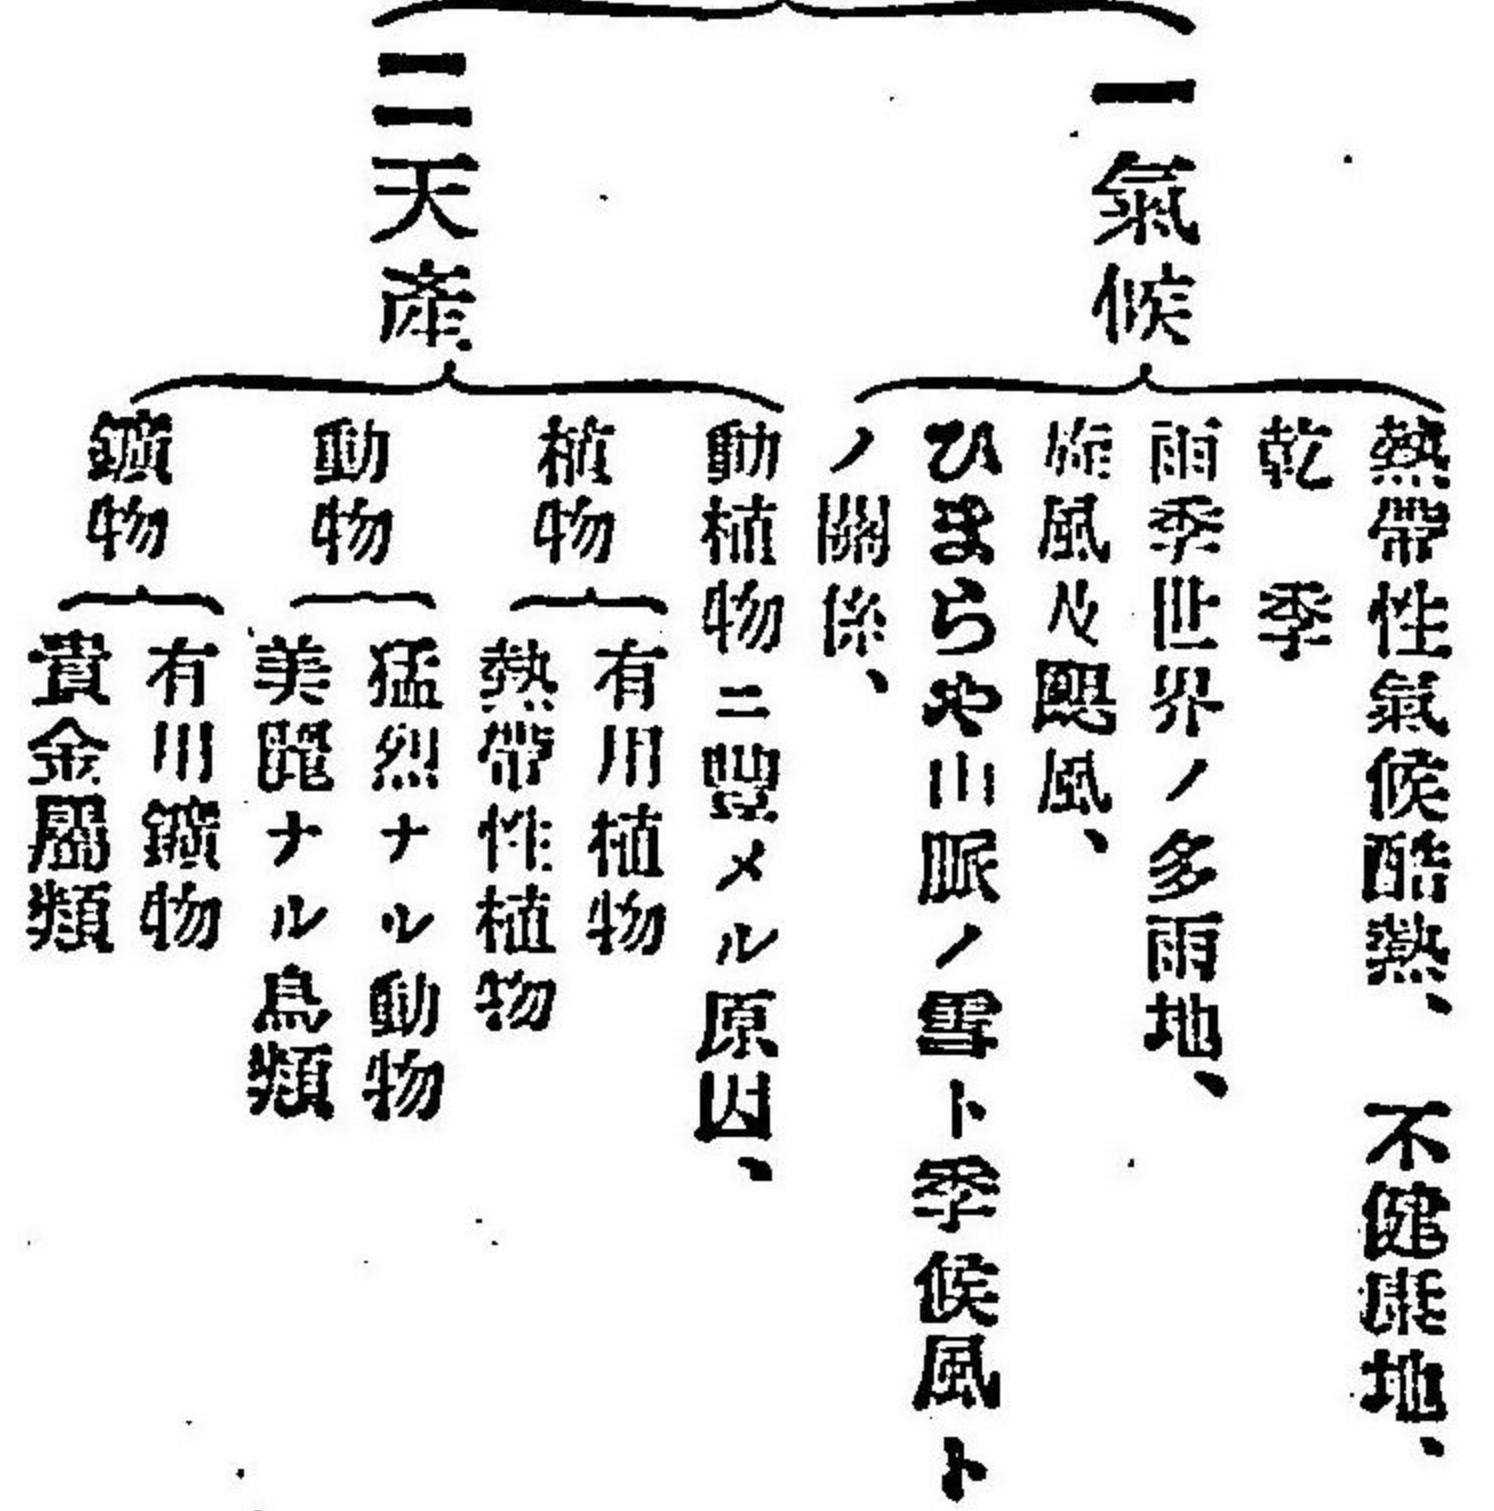 一氣候
熱帶性氣候酷熱、不健康地、
乾季
雨季世界ノ多雨地、
旋風及颶風、
ひまらや山脈ノ雪ト季候風ト
ノ關係、
二天產
動植物ニ豐メル原因、
植物
有用植物
熱帶性植物
動物
猛烈ナル動物
美麗ナル鳥類
鑛物
有用鑛物
貴金屬類